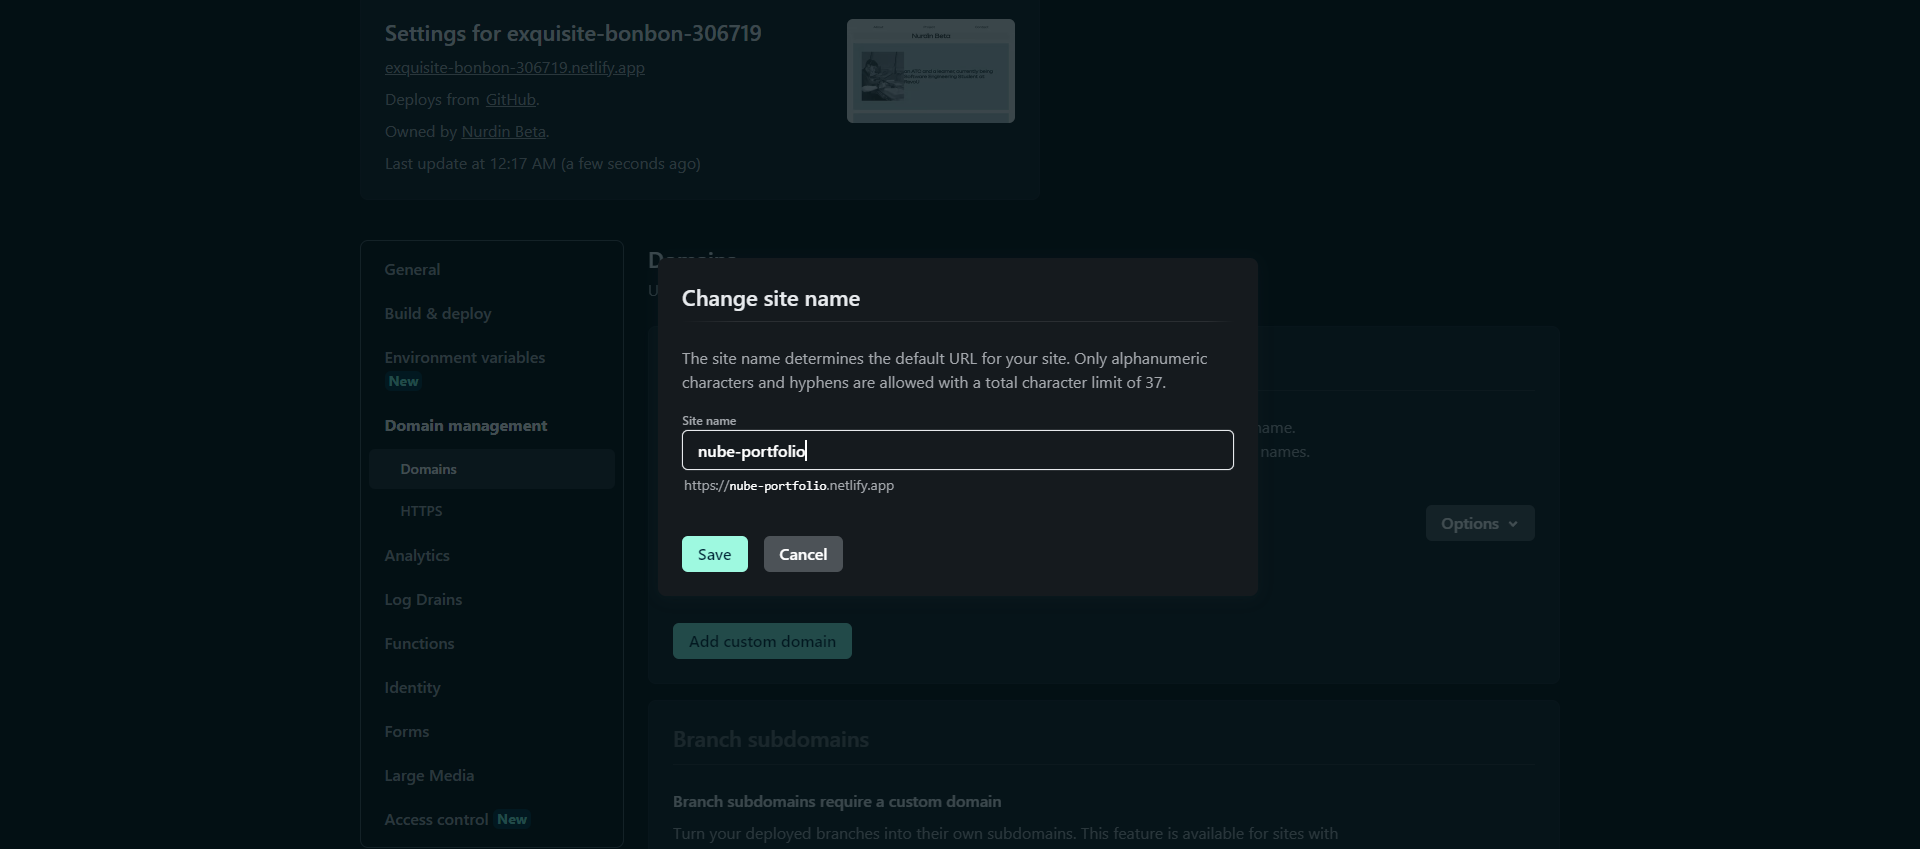 Settings for exquisite-bonbon-306719
exquisite-bonbon-306719.netlify.app
Deploys from GitHub.
Owned by Nurdin Beta.
Last update at 12:17 AM (a few seconds ago)
Nurdin Beta
General
Build & deploy
Environment variables
New
Domain management
Domains
HTTPS
Analytics
Log Drains
Functions
Identity
Forms
Large Media
Access control New
Domains
Change site name
The site name determines the default URL for your site. Only alphanumeric
characters and hyphens are allowed with a total character limit of 37.
Site name
nube-portfolio
https://nube-portfolio.netlify.app
Save Cancel
names.
Options
Add custom domain
Branch subdomains
Branch subdomains require a custom domain
Turn your deployed branches into their own subdomains. This feature is available for sites with